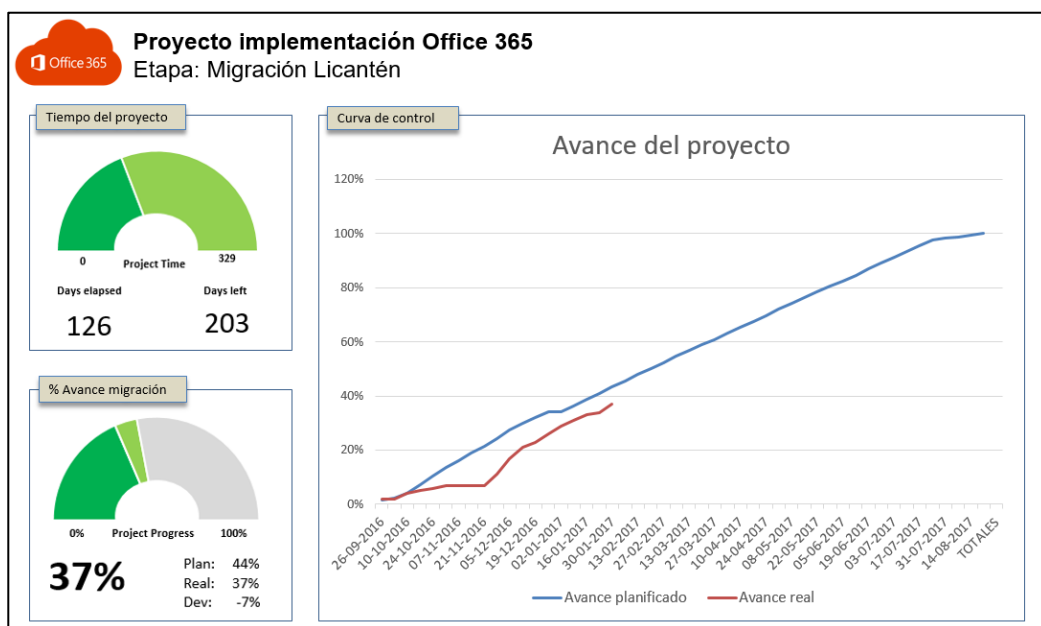 Office 365
Proyecto implementación Office 365
Etapa: Migración Licantén
Tiempo del proyecto
0
Project Time
329
Days elapsed
Days left
126
203
% Avance migración
0%
Project Progress
100%
37%
Plan: 44%
Real: 37%
Dev: -7%
Curva de control
Avance del proyecto
120%
100%
80%
60%
40%
20%
0%
26-09-2016
10-10-2016
24-10-2016
07-11-2016
21-11-2016
05-12-2016
19-12-2016
02-01-2017
16-01-2017
30-01-2017
13-02-2017
27-02-2017
13-03-2017
27-03-2017
10-04-2017
24-04-2017
08-05-2017
22-05-2017
05-06-2017
19-06-2017
03-07-2017
17-07-2017
31-07-2017
14-08-2017
TOTALES
Avance planificado
Avance real